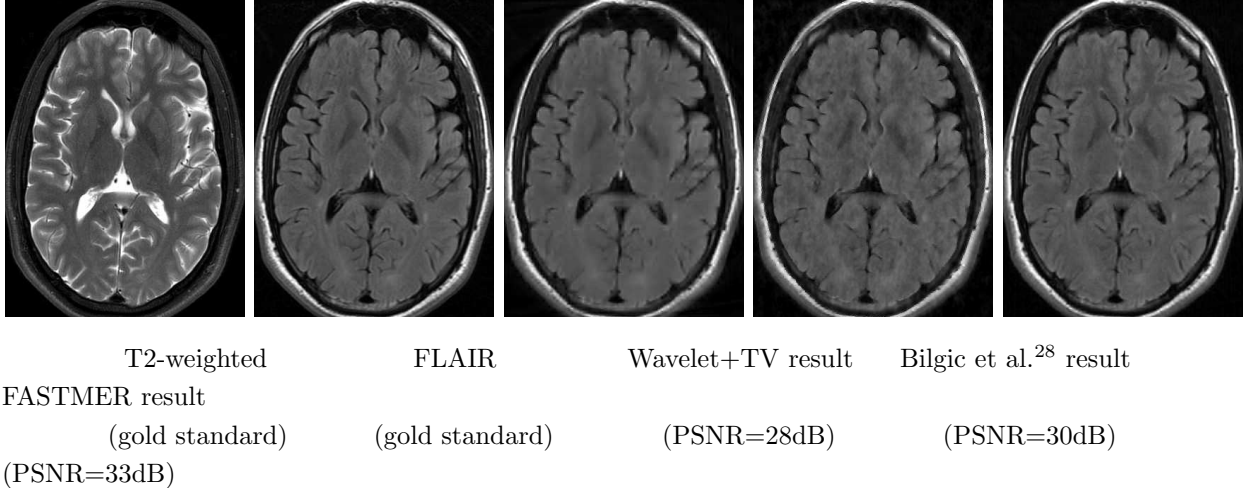 T2-weighted FLAIR Wavelet+TV result Bilgic et al.28 result
FASTMER result
(gold standard) (gold standard) (PSNR=28dB) (PSNR=30dB)
(PSNR=33dB)